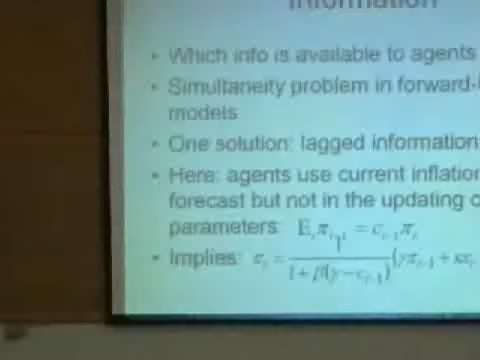 Information
• Which info is available to agents
• Simultaneity problem in forward-
models
• One solution: lagged information
• Here: agents use current inflation
forecast but not in the updating o
parameters: E_t π_{t+1} = c_{t-1} π_t
• Implies: π_t = 1 / (1 + β(γ − c_{t-1})) (γπ_{t-1} + κx_t